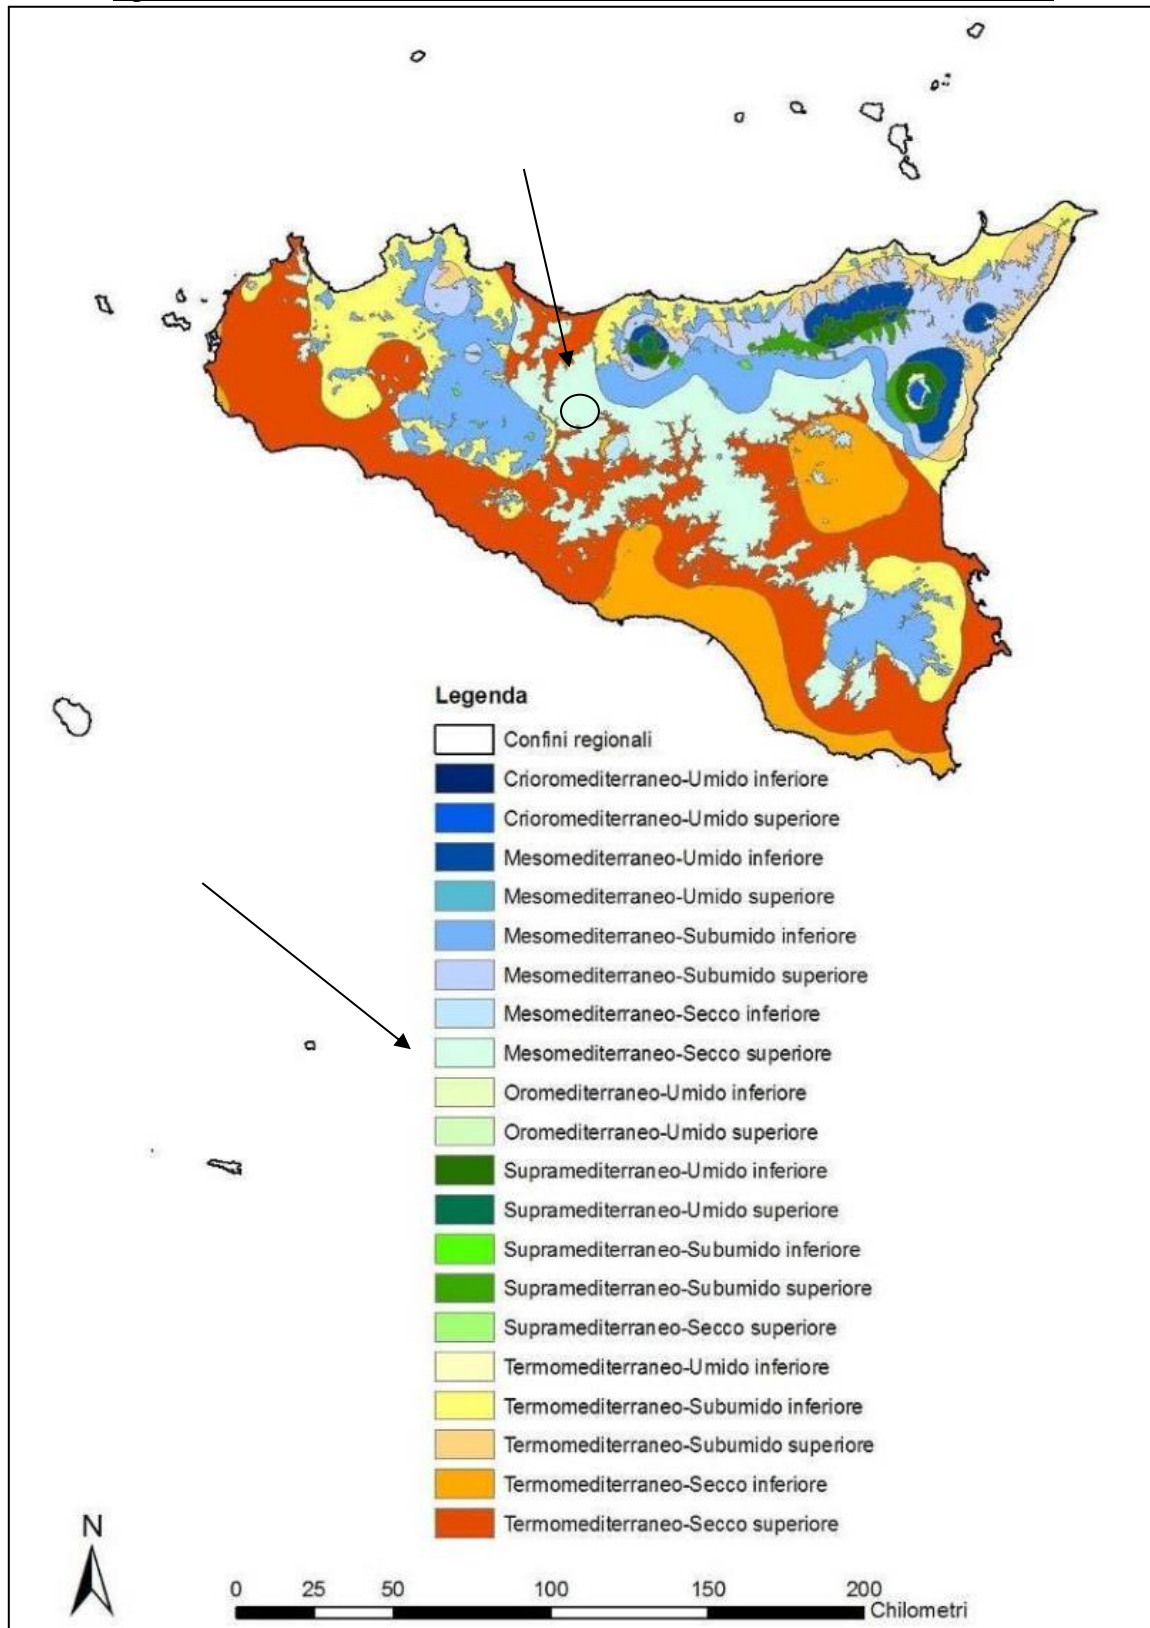 Legenda
Confini regionali
Crioromediterraneo-Umido inferiore
Crioromediterraneo-Umido superiore
Mesomediterraneo-Umido inferiore
Mesomediterraneo-Umido superiore
Mesomediterraneo-Subumido inferiore
Mesomediterraneo-Subumido superiore
Mesomediterraneo-Secco inferiore
Mesomediterraneo-Secco superiore
Oromediterraneo-Umido inferiore
Oromediterraneo-Umido superiore
Supramediterraneo-Umido inferiore
Supramediterraneo-Umido superiore
Supramediterraneo-Subumido inferiore
Supramediterraneo-Subumido superiore
Supramediterraneo-Secco superiore
Termomediterraneo-Umido inferiore
Termomediterraneo-Subumido inferiore
Termomediterraneo-Subumido superiore
Termomediterraneo-Secco inferiore
Termomediterraneo-Secco superiore
N
0 25 50 100 150 200
Chilometri